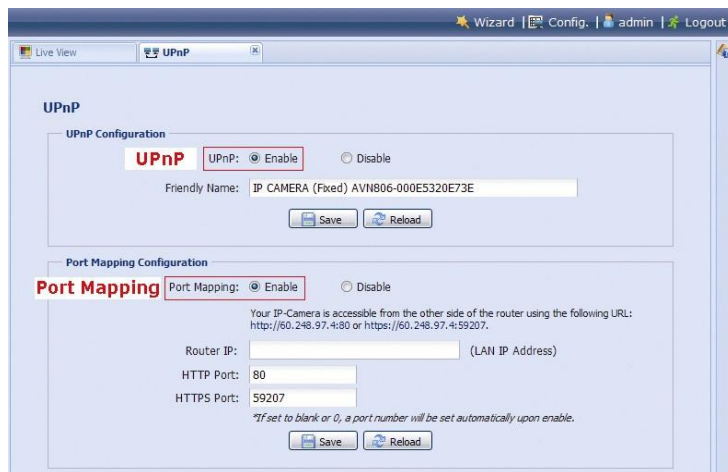 Wizard | Config. | admin | Logout
Live View UPnP
UPnP
UPnP Configuration
UPnP UPnP: Enable Disable
Friendly Name: IP CAMERA (Fixed) AVN806-000E5320E73E
Save Reload
Port Mapping Configuration
Port Mapping Port Mapping: Enable Disable
Your IP-Camera is accessible from the other side of the router using the following URL:
http://60.248.97.4:80 or https://60.248.97.4:59207.
Router IP: (LAN IP Address)
HTTP Port: 80
HTTPS Port: 59207
*If set to blank or 0, a port number will be set automatically upon enable.
Save Reload